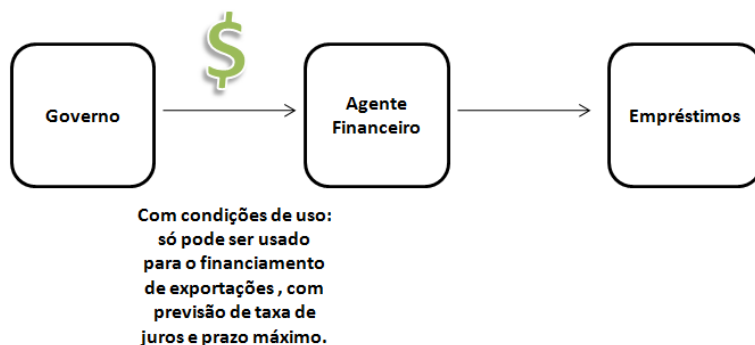 $
Governo
Agente
Financeiro
Empréstimos
Com condições de uso:
só pode ser usado
para o financiamento
de exportações , com
previsão de taxa de
juros e prazo máximo.